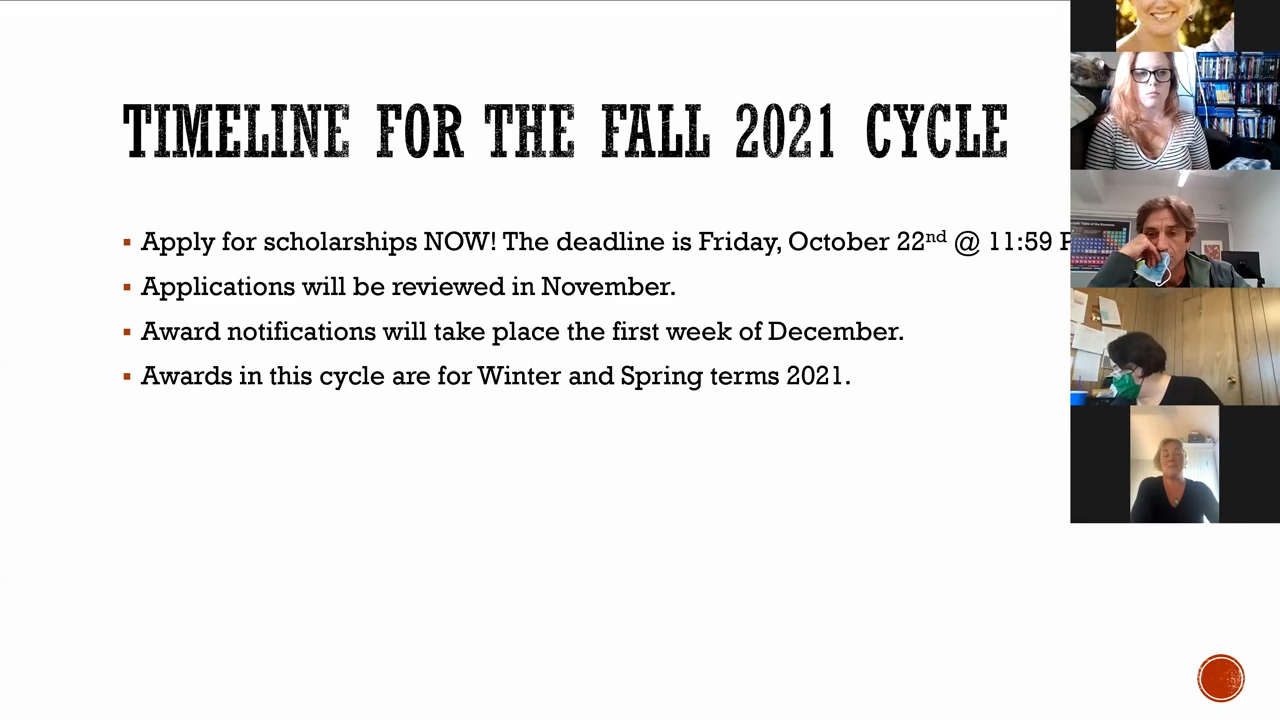 TIMELINE FOR THE FALL 2021 CYCLE
Apply for scholarships NOW! The deadline is Friday, October 22nd @ 11:59 P
Applications will be reviewed in November.
Award notifications will take place the first week of December.
Awards in this cycle are for Winter and Spring terms 2021.